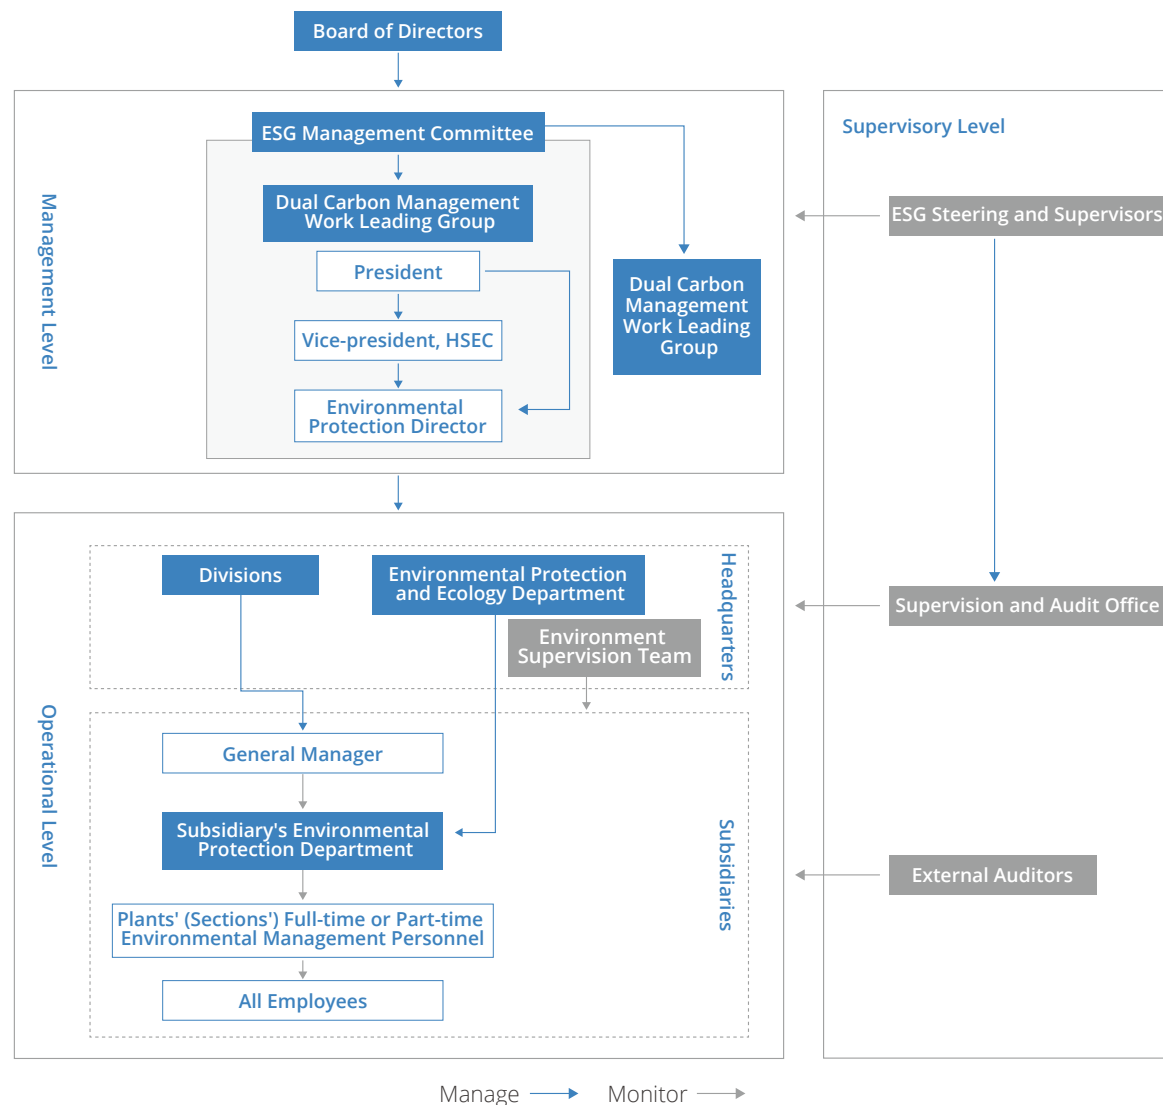 Board of Directors
Management Level
ESG Management Committee
Dual Carbon Management
Work Leading Group
President
Vice-president, HSEC
Environmental
Protection Director
Dual Carbon
Management
Work Leading
Group
Supervisory Level
ESG Steering and Supervisors
Supervision and Audit Office
External Auditors
Operational Level
Headquarters
Divisions
Environmental Protection
and Ecology Department
Environment
Supervision Team
Subsidiaries
General Manager
Subsidiary's Environmental
Protection Department
Plants' (Sections') Full-time or Part-time
Environmental Management Personnel
All Employees
Manage
Monitor